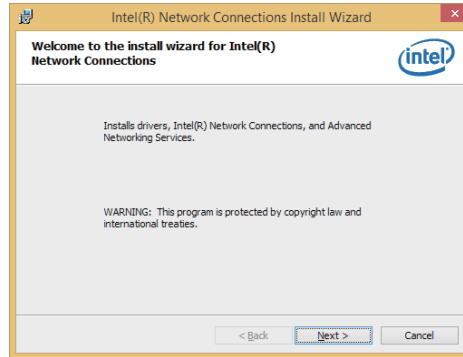 Intel(R) Network Connections Install Wizard
Welcome to the install wizard for Intel(R)
Network Connections
intel
Installs drivers, Intel(R) Network Connections, and Advanced
Networking Services.
WARNING: This program is protected by copyright law and
international treaties.
< Back Next > Cancel